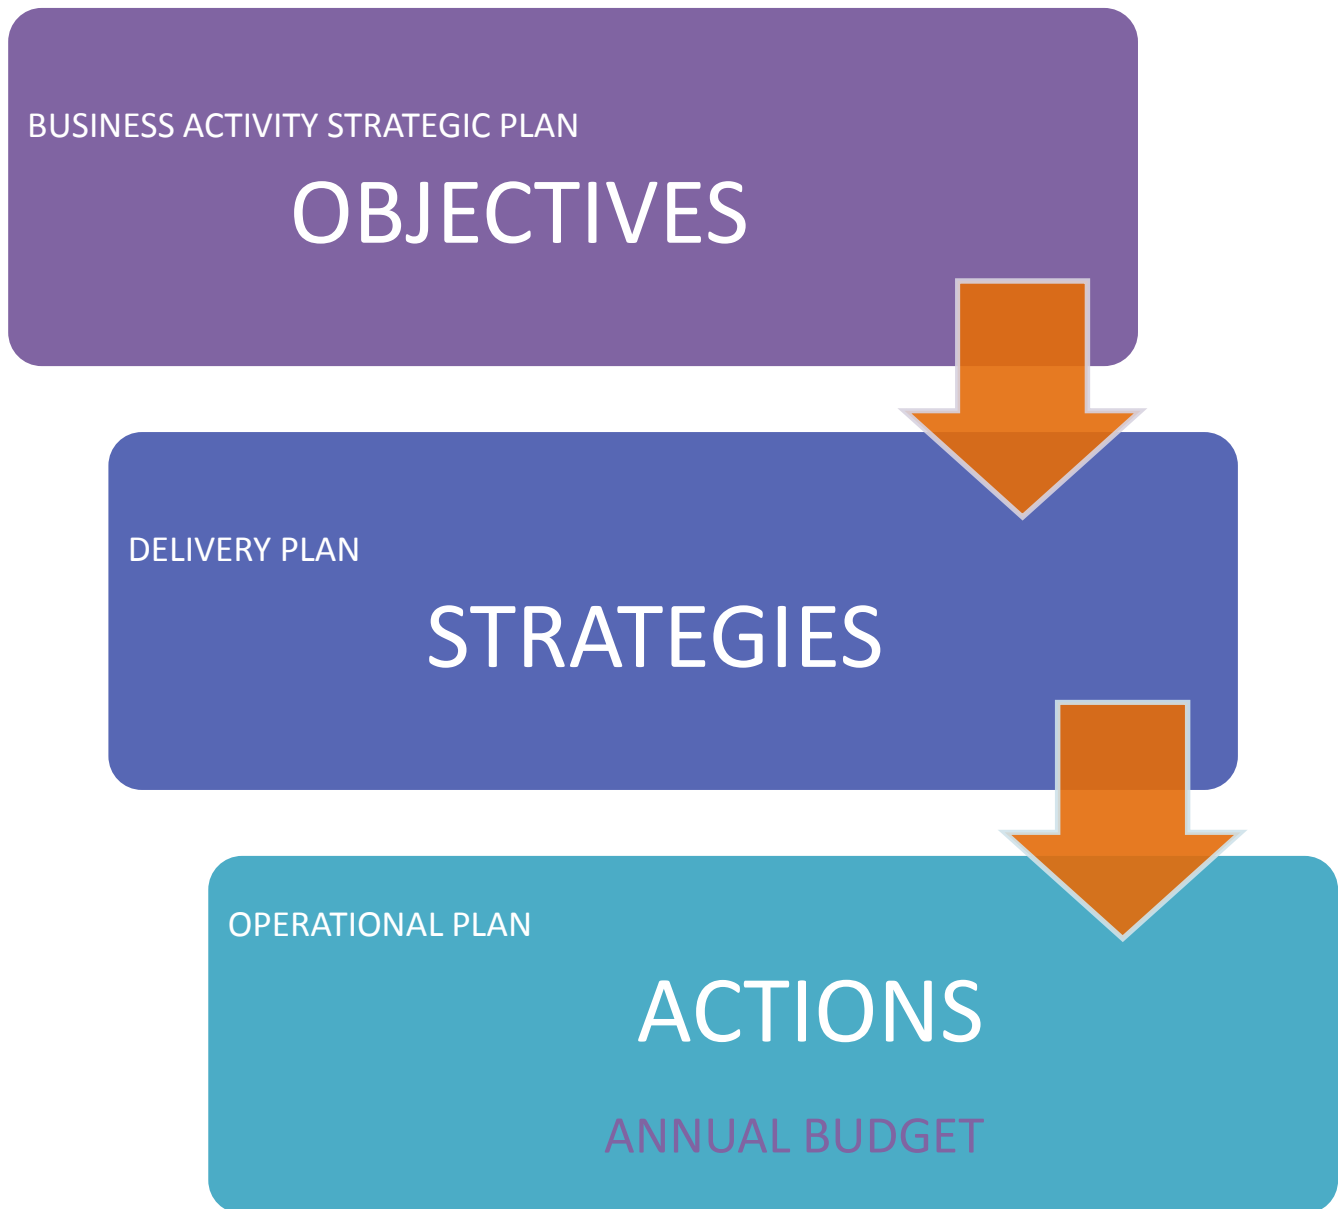 BUSINESS ACTIVITY STRATEGIC PLAN
OBJECTIVES
DELIVERY PLAN
STRATEGIES
OPERATIONAL PLAN
ACTIONS
ANNUAL BUDGET